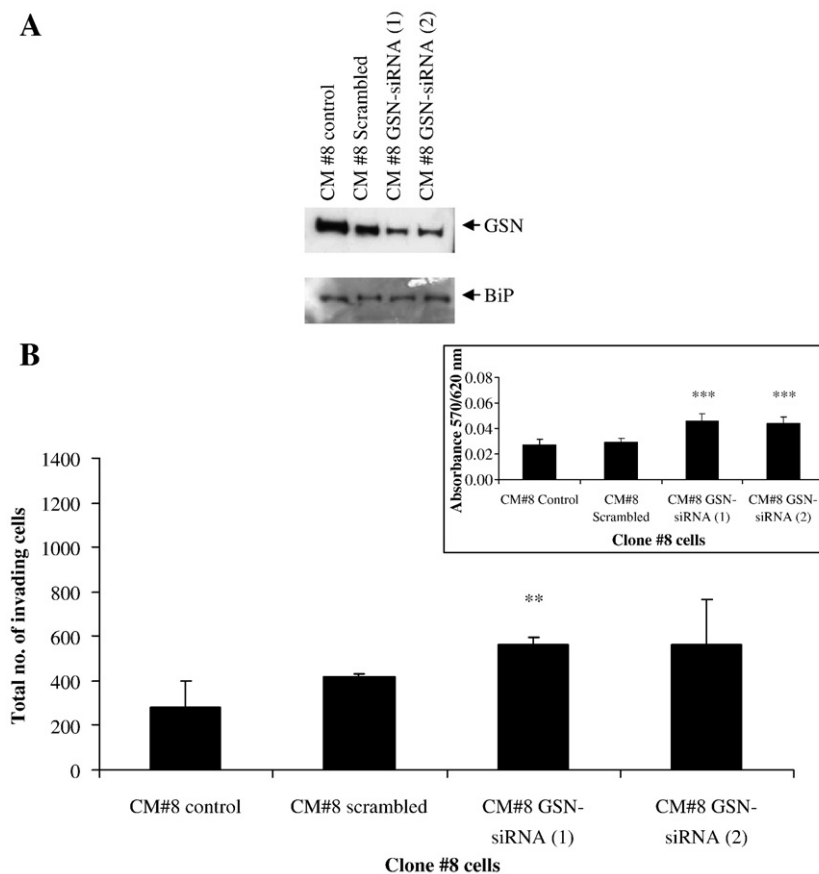 A
CM #8 control
CM #8 Scrambled
CM #8 GSN-siRNA (1)
CM #8 GSN-siRNA (2)
GSN
BiP
B
Absorbance 570/620 nm
0.08
0.06
0.04
0.02
0.00
***
***
CM#8 Control
CM#8
Scrambled
CM#8 GSN-
siRNA (1)
CM#8 GSN-
siRNA (2)
Clone #8 cells
Total no. of invading cells
1400
1200
1000
800
600
400
200
0
**
CM#8 control
CM#8 scrambled
CM#8 GSN-
siRNA (1)
CM#8 GSN-
siRNA (2)
Clone #8 cells